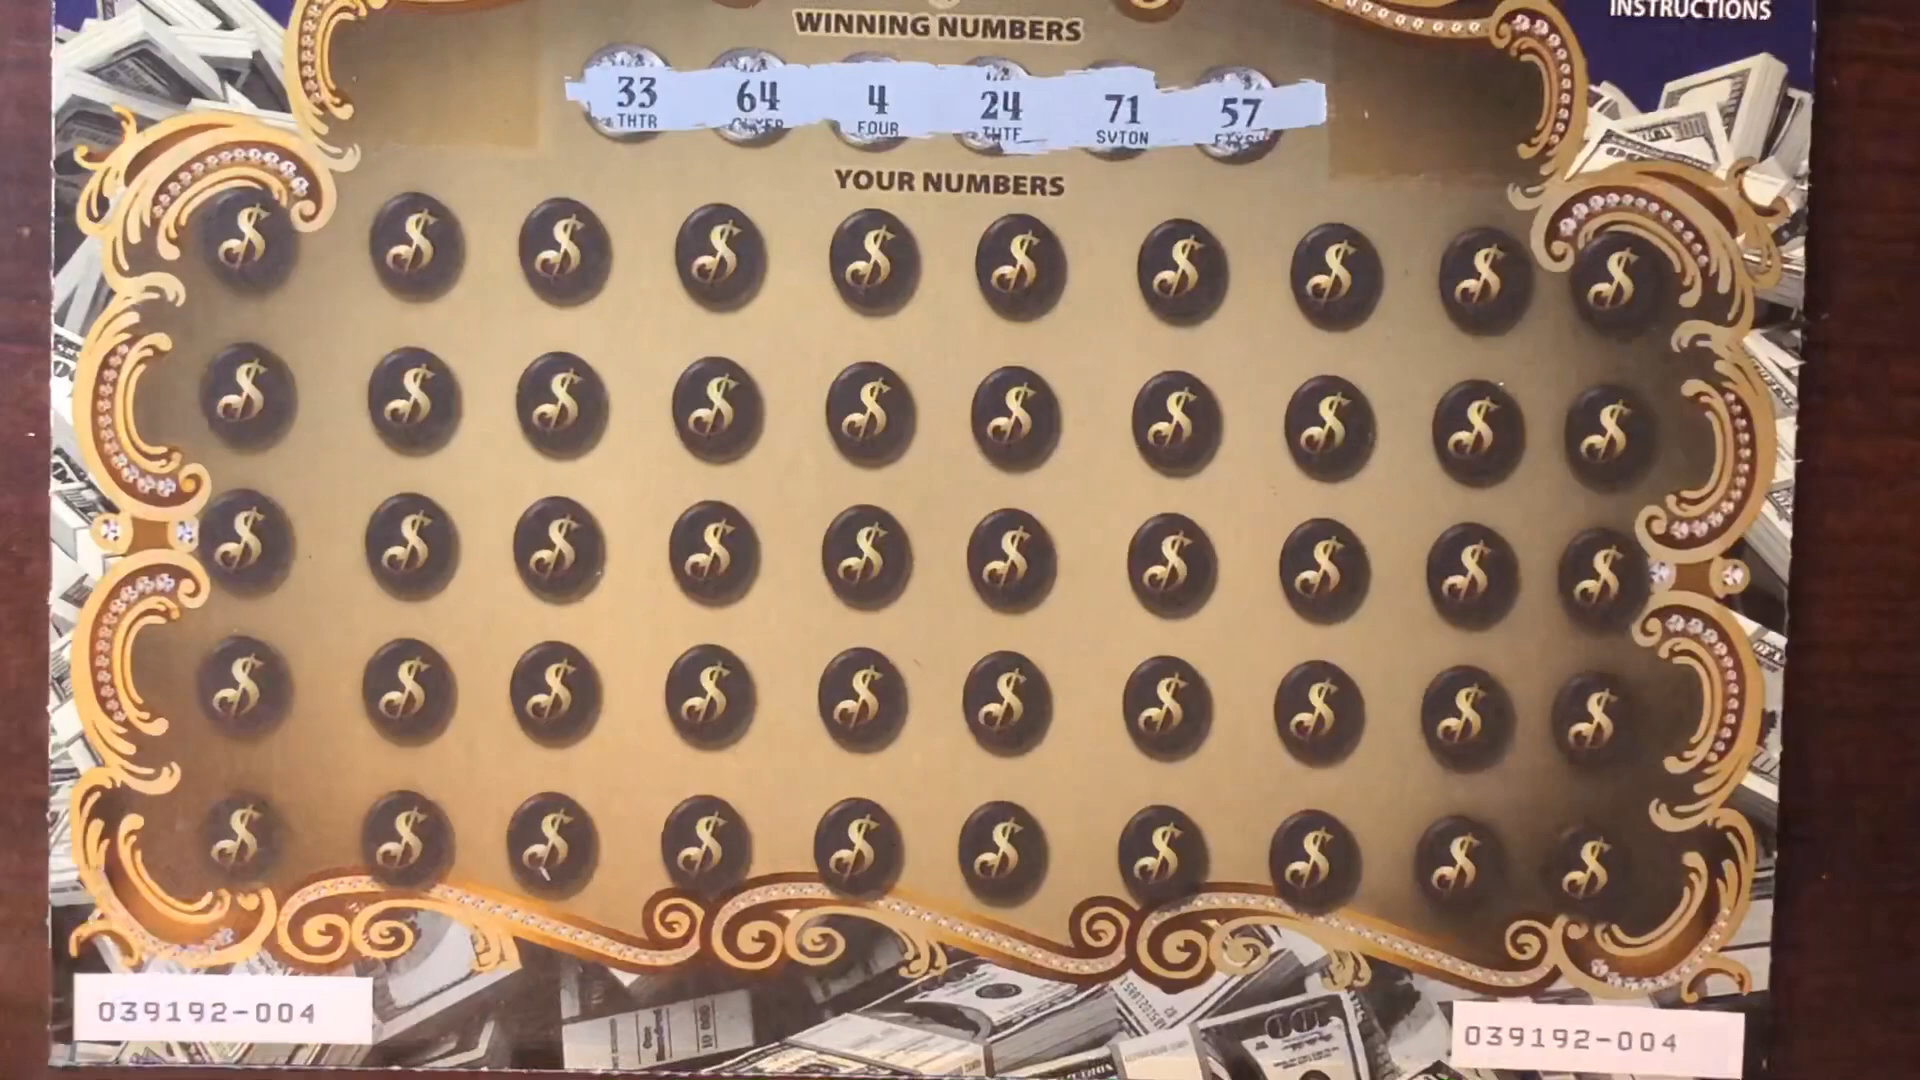 INSTRUCTIONS
WINNING NUMBERS
33 64 4 24 71 57
THTR FOUR SVTON
YOUR NUMBERS
039192-004
039192-004